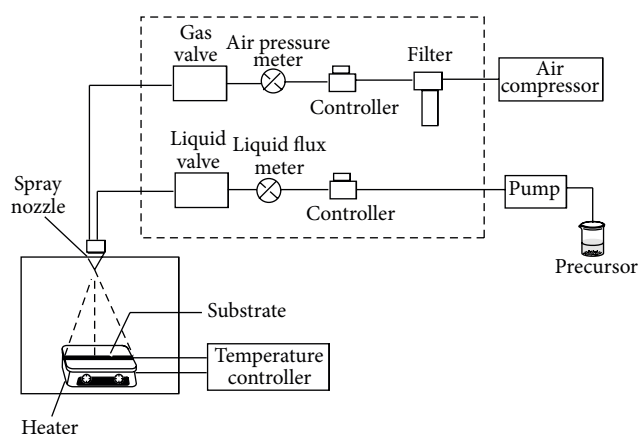 Gas
valve
Air pressure
meter
Controller
Filter
Air
compressor
Liquid
valve
Liquid flux
meter
Controller
Pump
Precursor
Spray
nozzle
Substrate
Temperature
controller
Heater